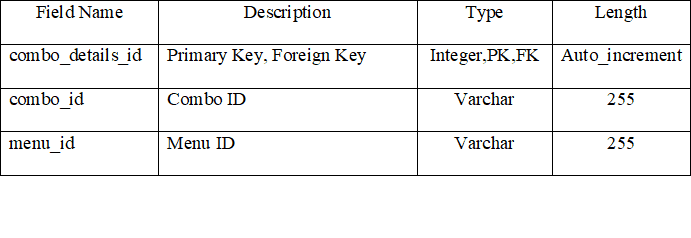 Field Name Description Type Length
combo_details_id Primary Key, Foreign Key Integer,PK,FK Auto_increment
combo_id Combo ID Varchar 255
menu_id Menu ID Varchar 255